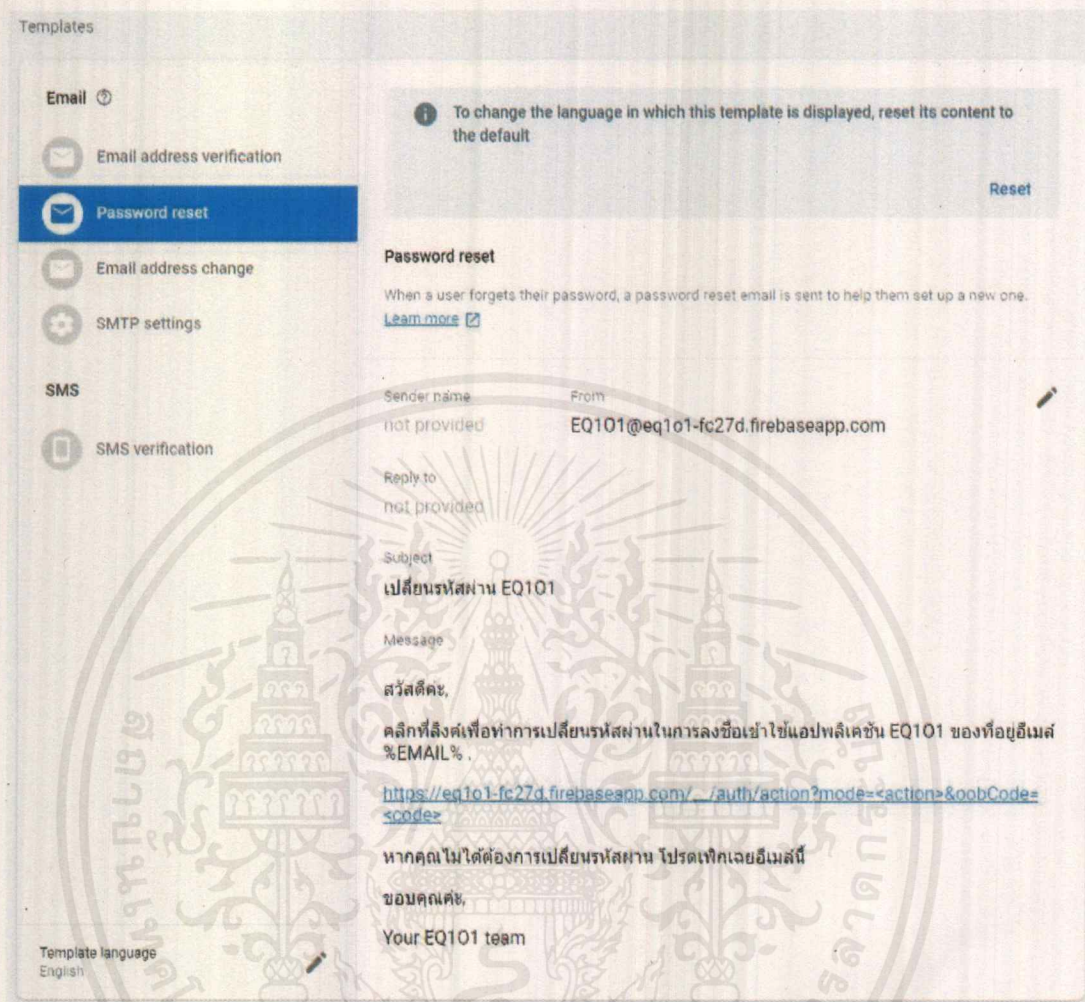 Templates
Email
Email address verification
Password reset
Email address change
SMTP settings
SMS
SMS verification
Template language
English
To change the language in which this template is displayed, reset its content to
the default
Reset
Password reset
When a user forgets their password, a password reset email is sent to help them set up a new one.
Learn more
Sender name
From
not provided
EQ1O1@eq1o1-fc27d.firebaseapp.com
Reply to
not provided
Subject
เปลี่ยนรหัสผ่าน EQ1O1
Message
สวัสดีค่ะ,
คลิกที่ลิงค์เพื่อทำการเปลี่ยนรหัสผ่านในการลงชื่อเข้าใช้แอปพลิเคชัน EQ1O1 ของที่อยู่อีเมล์
%EMAIL% .
https://eq1o1-fc27d.firebaseapp.com/__/auth/action?mode=<action>&oobCode=
<code>
หากคุณไม่ได้ต้องการเปลี่ยนรหัสผ่าน โปรดเพิกเฉยอีเมล์นี้
ขอบคุณค่ะ,
Your EQ1O1 team